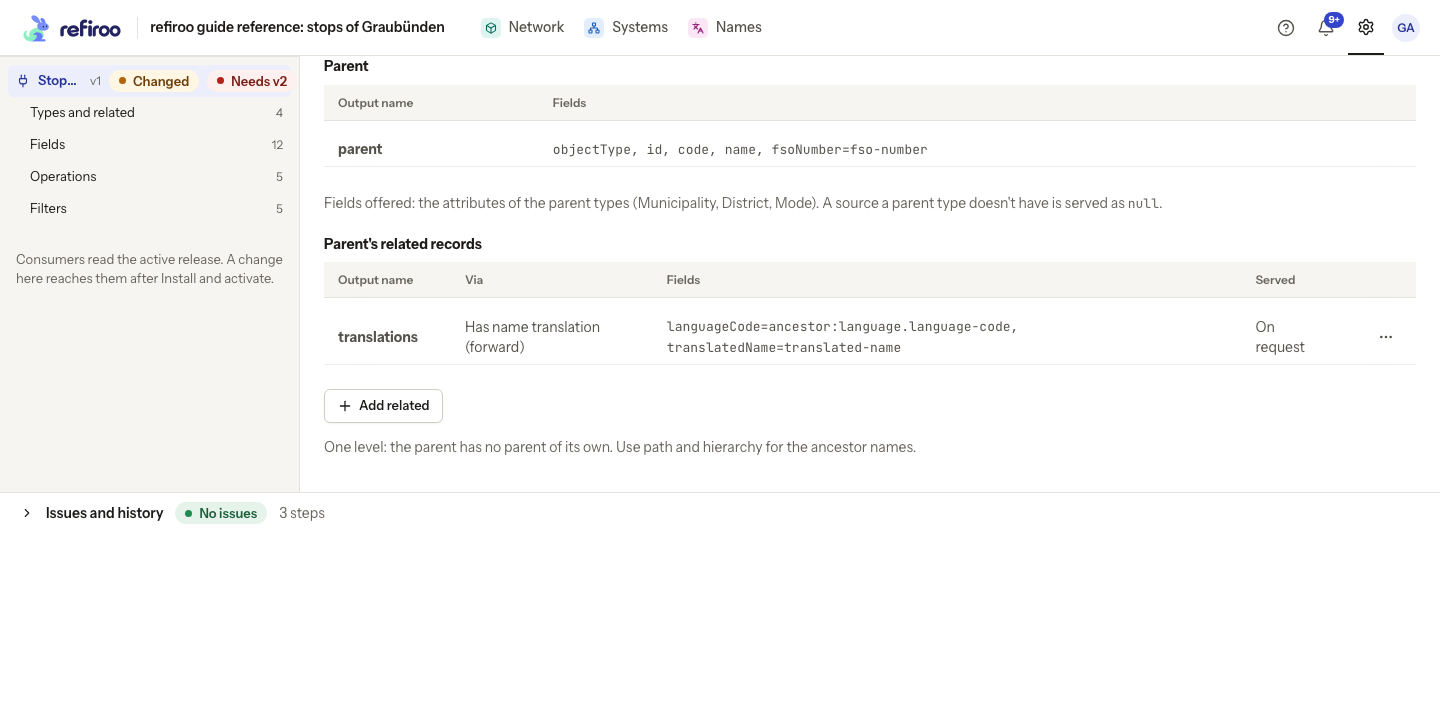 refiroo
refiroo guide reference: stops of Graubünden
Network
Systems
Names
9+
GA
Stop...
v1
Changed
Needs v2
Types and related
4
Fields
12
Operations
5
Filters
5
Consumers read the active release. A change
here reaches them after Install and activate.
Parent
Output name
Fields
parent
objectType, id, code, name, fsoNumber=fso-number
Fields offered: the attributes of the parent types (Municipality, District, Mode). A source a parent type doesn't have is served as null.
Parent's related records
Output name
Via
Fields
Served
translations
Has name translation
(forward)
languageCode=ancestor:language.language-code,
translatedName=translated-name
On
request
Add related
One level: the parent has no parent of its own. Use path and hierarchy for the ancestor names.
Issues and history
No issues
3 steps